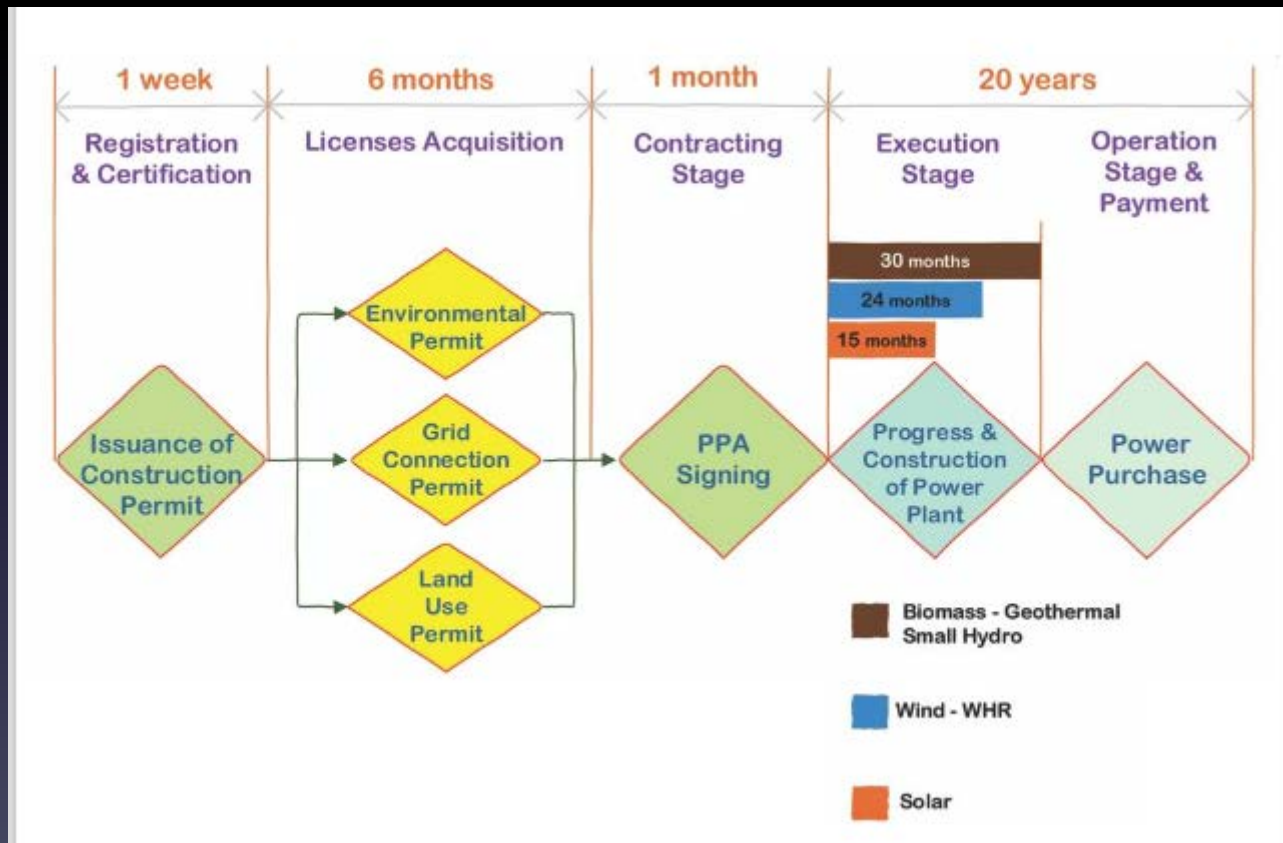 1 week
6 months
1 month
20 years
Registration
& Certification
Licenses Acquisition
Contracting
Stage
Execution
Stage
Operation
Stage &
Payment
30 months
24 months
15 months
Issuance of
Construction
Permit
Environmental
Permit
Grid
Connection
Permit
Land
Use
Permit
PPA
Signing
Progress &
Construction
of Power
Plant
Power
Purchase
Biomass - Geothermal
Small Hydro
Wind - WHR
Solar